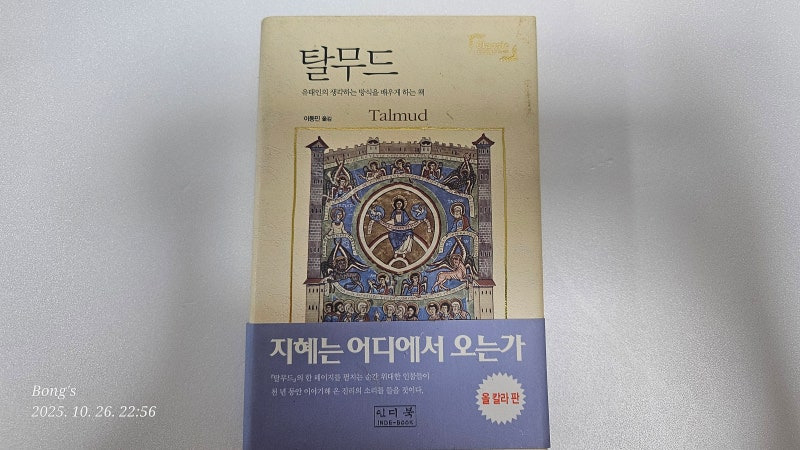 탈무드
유태인의 생각하는 방식을 배우게 하는 책
이동민 옮김
Talmud
지혜는 어디에서 오는가
『탈무드』의 한 페이지를 펼치는 순간 위대한 인물들이
천 년 동안 이야기해 온 진리의 소리를 들을 것이다.
올 칼라 판
인디북
INDE-BOOK
Bong's
2025. 10. 26. 22:56